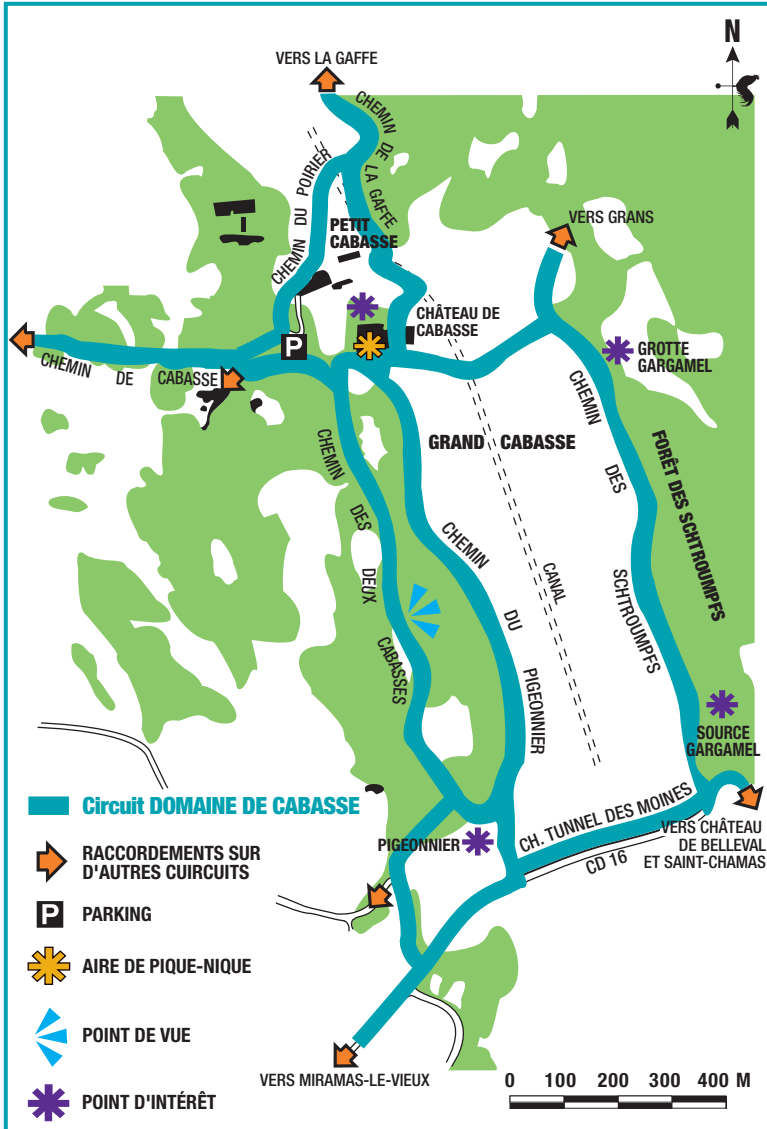 N
VERS LA GAFFE
CHEMIN DE LA GAFFE
CHEMIN DU POIRIER
PETIT
CABASSE
VERS GRANS
CHÂTEAU DE
CABASSE
P
GROTTE
GARGAMEL
CHEMIN DE CABASSE
CHEMIN DES DEUX CABASSES
GRAND CABASSE
CHEMIN DES SCHTROUMPFS
FORÊT DES SCHTROUMPFS
CHEMIN DU PIGEONNIER
CANAL
SOURCE
GARGAMEL
PIGEONNIER
CH. TUNNEL DES MOINES
CD 16
VERS CHÂTEAU
DE BELLEVAL
ET SAINT-CHAMAS
VERS MIRAMAS-LE-VIEUX
Circuit DOMAINE DE CABASSE
RACCORDEMENTS SUR
D'AUTRES CUIRCUITS
P PARKING
AIRE DE PIQUE-NIQUE
POINT DE VUE
POINT D'INTÉRÊT
0 100 200 300 400 M